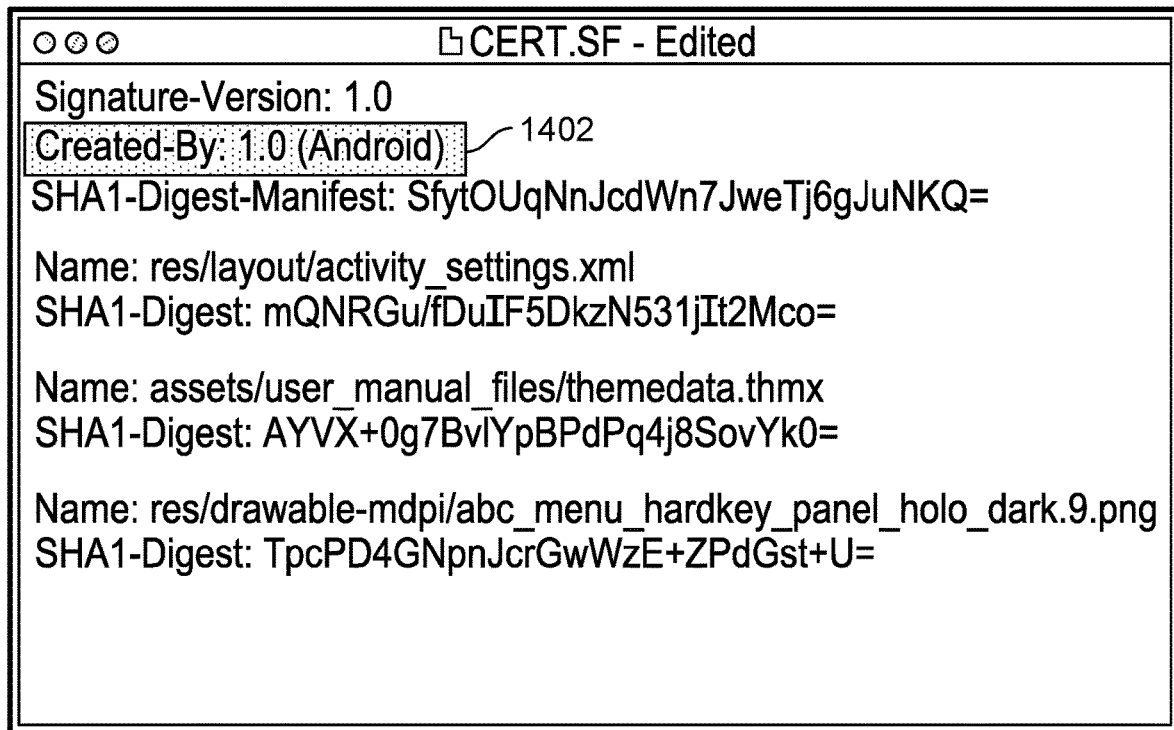 CERT.SF - Edited
Signature-Version: 1.0
Created-By: 1.0 (Android)
1402
SHA1-Digest-Manifest: SfytOUqNnJcdWn7JweTj6gJuNKQ=
Name: res/layout/activity_settings.xml
SHA1-Digest: mQNRGu/fDuIF5DkzN531jIt2Mco=
Name: assets/user_manual_files/themedata.thmx
SHA1-Digest: AYVX+0g7BvlYpBPdPq4j8SovYk0=
Name: res/drawable-mdpi/abc_menu_hardkey_panel_holo_dark.9.png
SHA1-Digest: TpcPD4GNpnJcrGwWzE+ZPdGst+U=